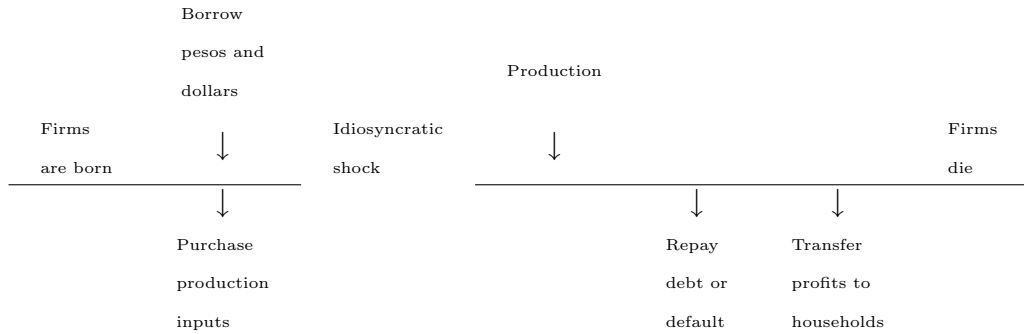 Borrow
pesos and
dollars
Production
Firms
are born
Idiosyncratic
shock
Firms
die
Purchase
production
inputs
Repay
debt or
default
Transfer
profits to
households